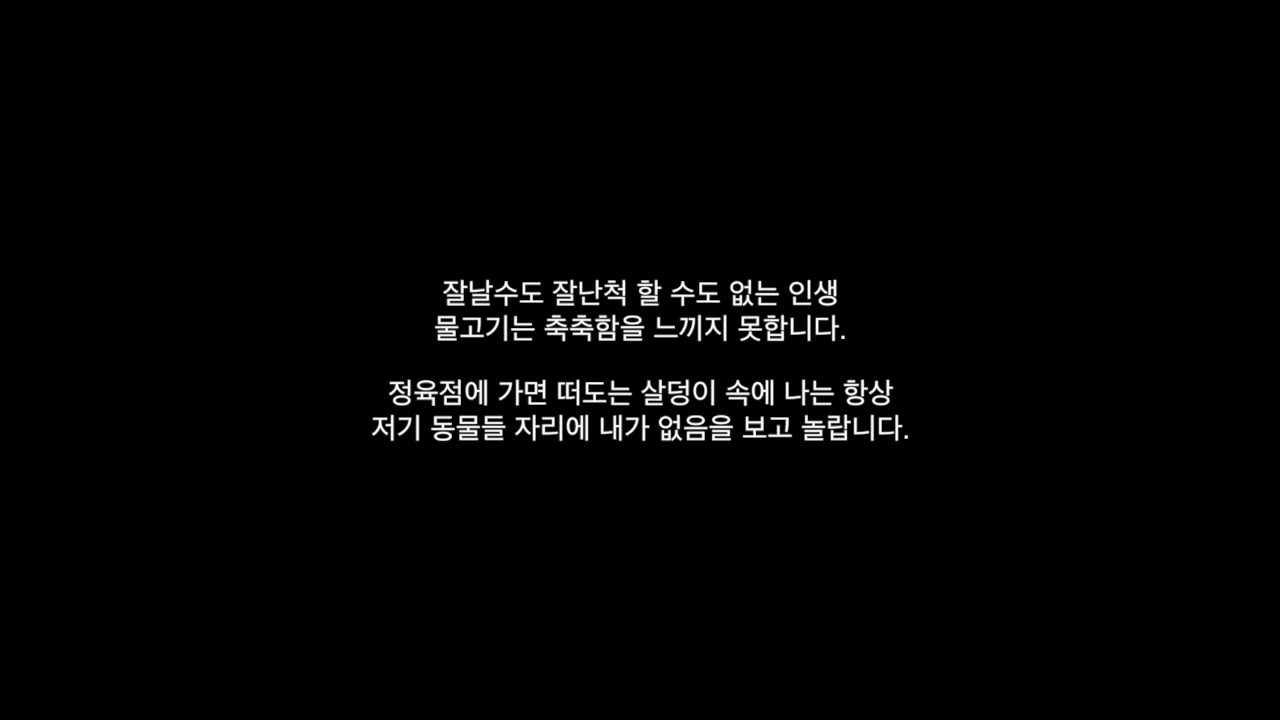 잘날수도 잘난척 할 수도 없는 인생
물고기는 축축함을 느끼지 못합니다.
정육점에 가면 떠도는 살덩이 속에 나는 항상
저기 동물들 자리에 내가 없음을 보고 놀랍니다.